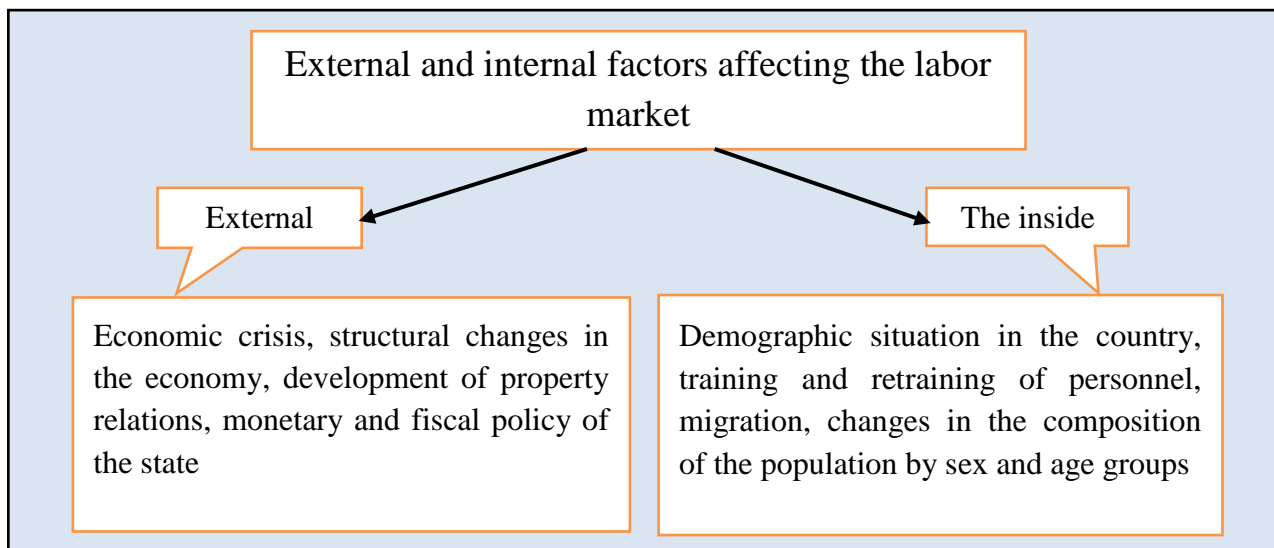 External and internal factors affecting the labor
market
External
The inside
Economic crisis, structural changes in
the economy, development of property
relations, monetary and fiscal policy of
the state
Demographic situation in the country,
training and retraining of personnel,
migration, changes in the composition
of the population by sex and age groups